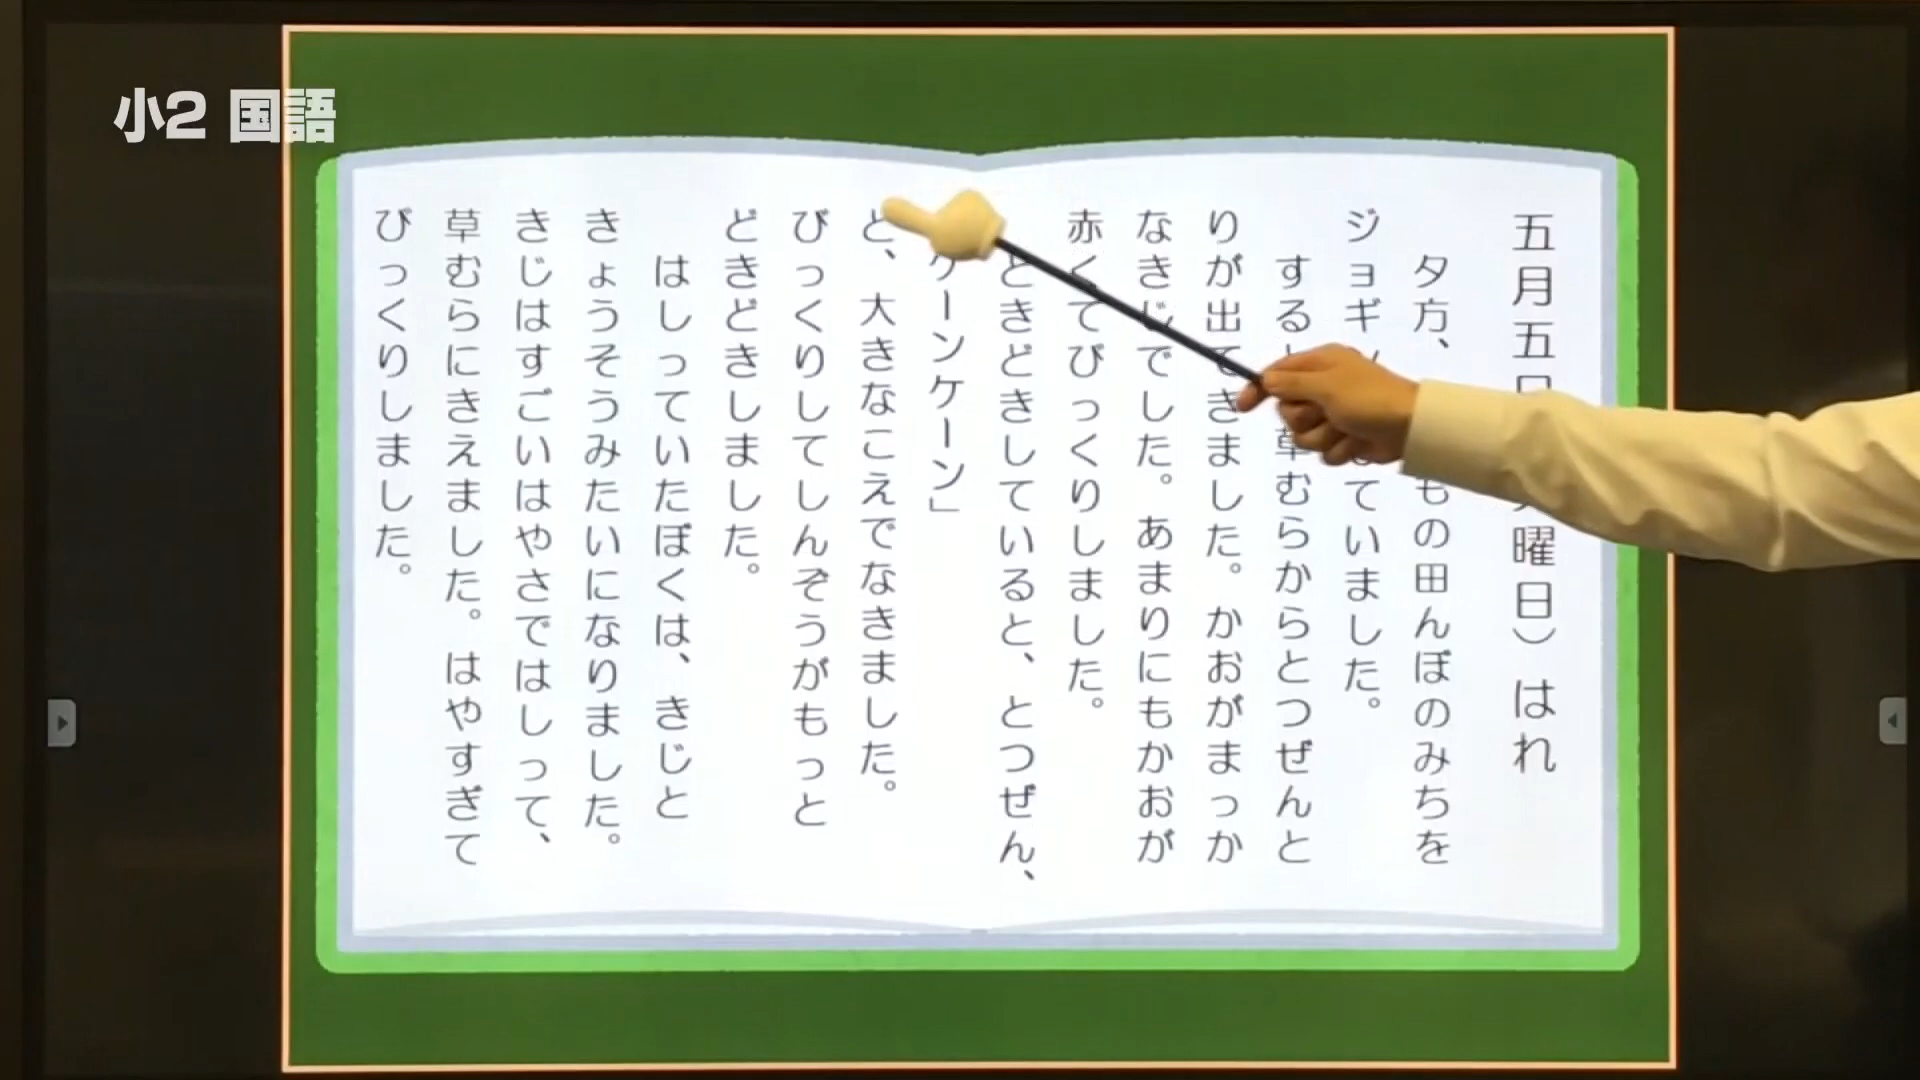 小2 国語
五月五日 曜日）はれ
夕方、 もの田んぼのみちを
ジョギン ていました。
すると 草むらからとつぜんと
りが出てきました。かおがまっか
なきじでした。あまりにもかおが
赤くてびっくりしました。
どきどきしていると、とつぜん、
ケーンケーン」
と、大きなこえでなきました。
びっくりしてしんぞうがもっと
どきどきしました。
はしっていたぼくは、きじと
きょうそうみたいになりました。
きじはすごいはやさではしって、
草むらにきえました。はやすぎて
びっくりしました。